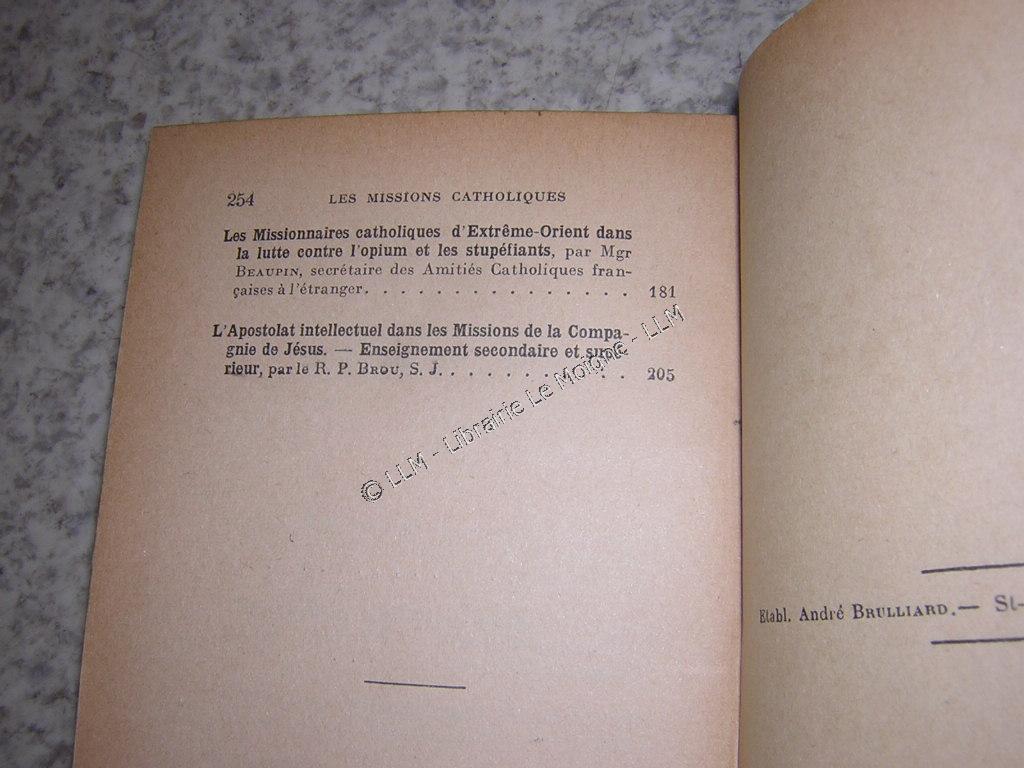 254 LES MISSIONS CATHOLIQUES
Les Missionnaires catholiques d'Extrême-Orient dans
la lutte contre l'opium et les stupéfiants, par Mgr
BEAUPIN, secrétaire des Amitiés Catholiques fran-
çaises à l'étranger. . . . . . . . . . . . . . . . 181
L'Apostolat intellectuel dans les Missions de la Compa-
gnie de Jésus. — Enseignement secondaire et supé-
rieur, par le R. P. BROU, S. J. . . . . . . . . . . . 205
© LLM - Librairie Le Moigne - LLM
Etabl. André BRULLIARD. — St-